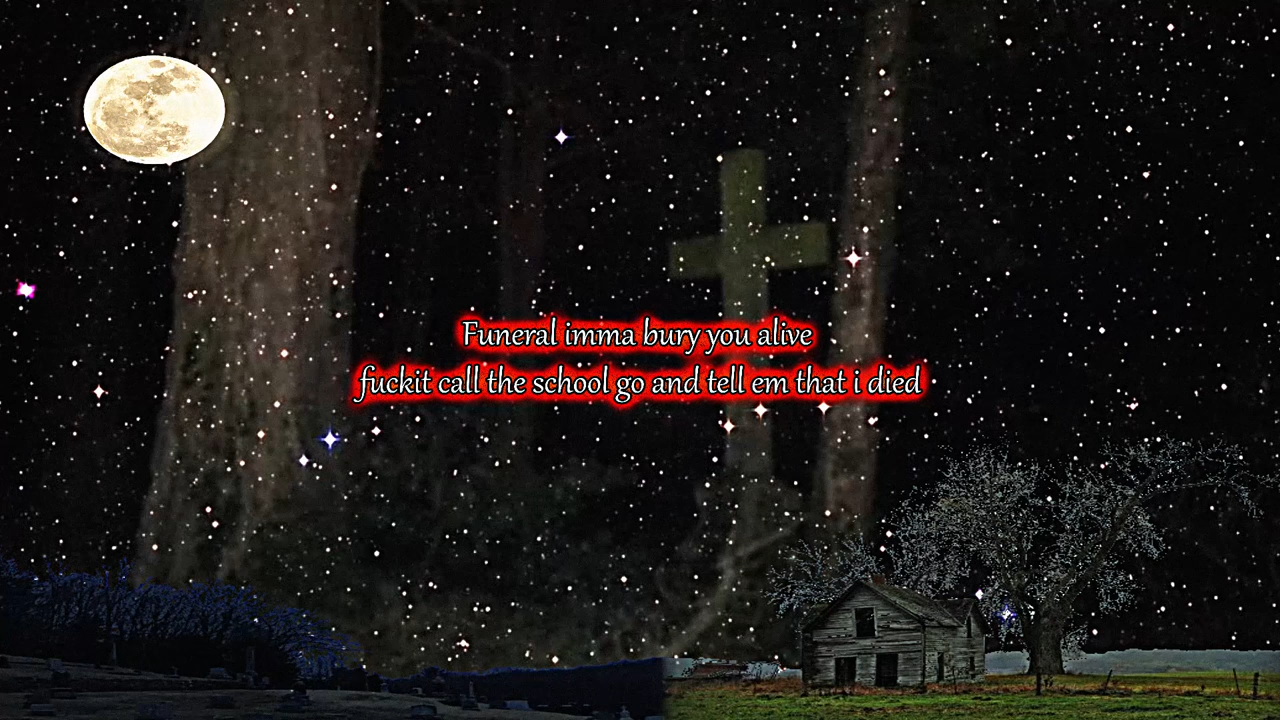 Funeral imma bury you alive
fuckit call the school go and tell em that i died